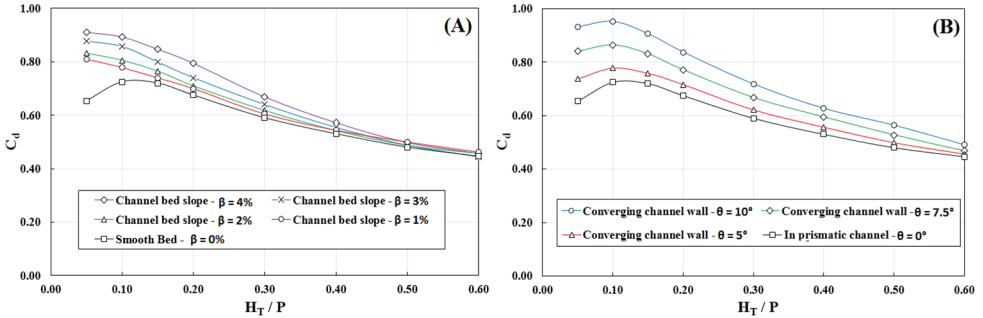 (A)
C_d
1.00
0.80
0.60
0.40
0.20
0.00
Channel bed slope - β = 4%
Channel bed slope - β = 3%
Channel bed slope - β = 2%
Channel bed slope - β = 1%
Smooth Bed - β = 0%
0.00 0.10 0.20 0.30 0.40 0.50 0.60
H_T / P
(B)
C_d
1.00
0.80
0.60
0.40
0.20
0.00
Converging channel wall - θ = 10°
Converging channel wall - θ = 7.5°
Converging channel wall - θ = 5°
In prismatic channel - θ = 0°
0.00 0.10 0.20 0.30 0.40 0.50 0.60
H_T / P